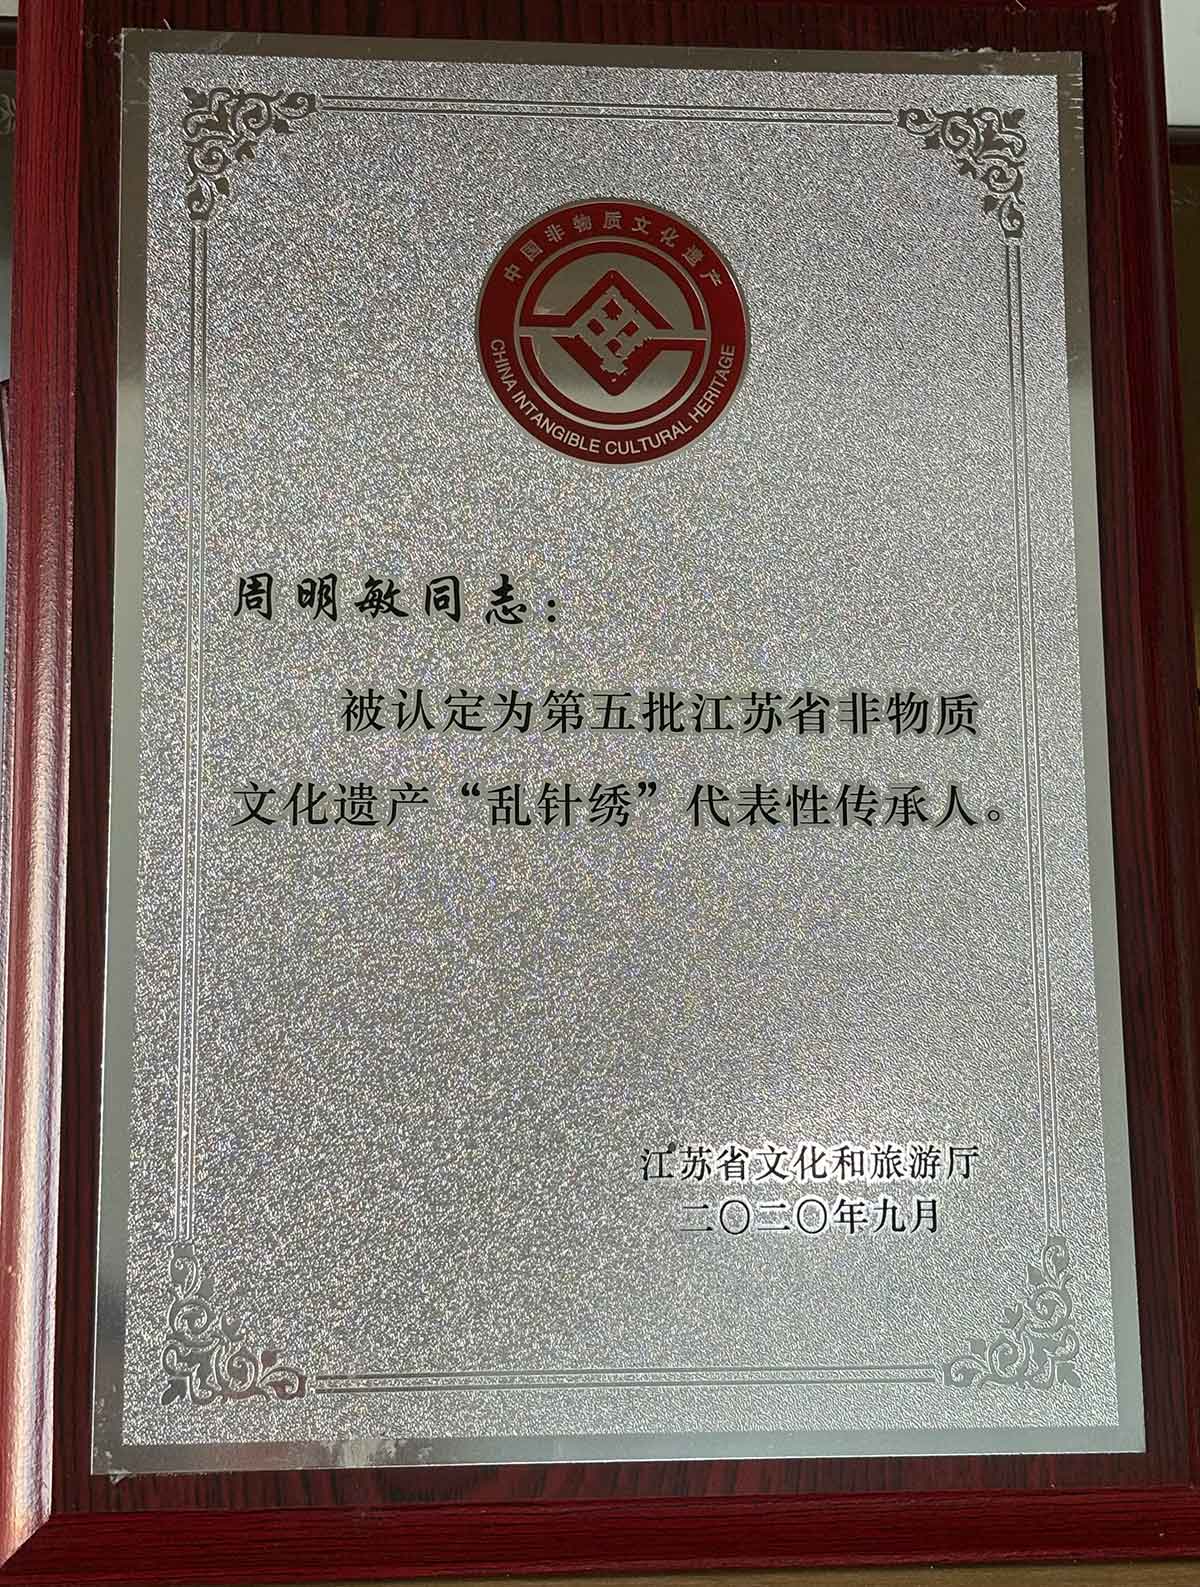 中国非物质文化遗产
CHINA INTANGIBLE CULTURAL HERITAGE
周明敏同志：
被认定为第五批江苏省非物质
文化遗产“乱针绣”代表性传承人。
江苏省文化和旅游厅
二〇二〇年九月